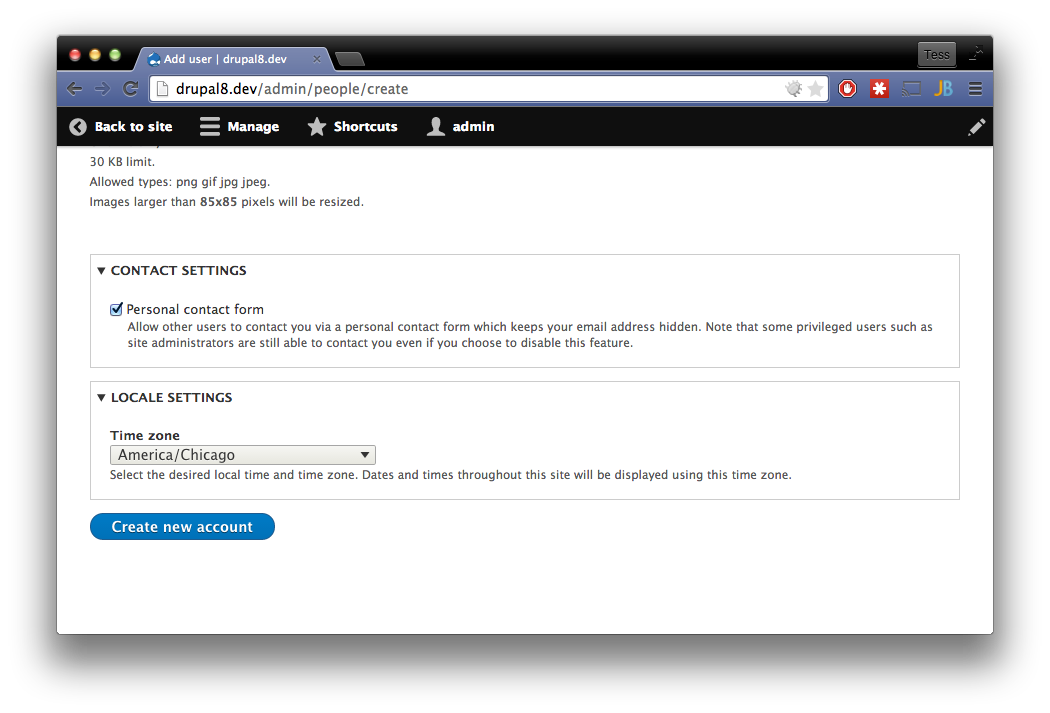 Add user | drupal8.dev
Tess
drupal8.dev/admin/people/create
JB
Back to site
Manage
Shortcuts
admin
30 KB limit.
Allowed types: png gif jpg jpeg.
Images larger than 85x85 pixels will be resized.
CONTACT SETTINGS
Personal contact form
Allow other users to contact you via a personal contact form which keeps your email address hidden. Note that some privileged users such as
site administrators are still able to contact you even if you choose to disable this feature.
LOCALE SETTINGS
Time zone
America/Chicago
Select the desired local time and time zone. Dates and times throughout this site will be displayed using this time zone.
Create new account